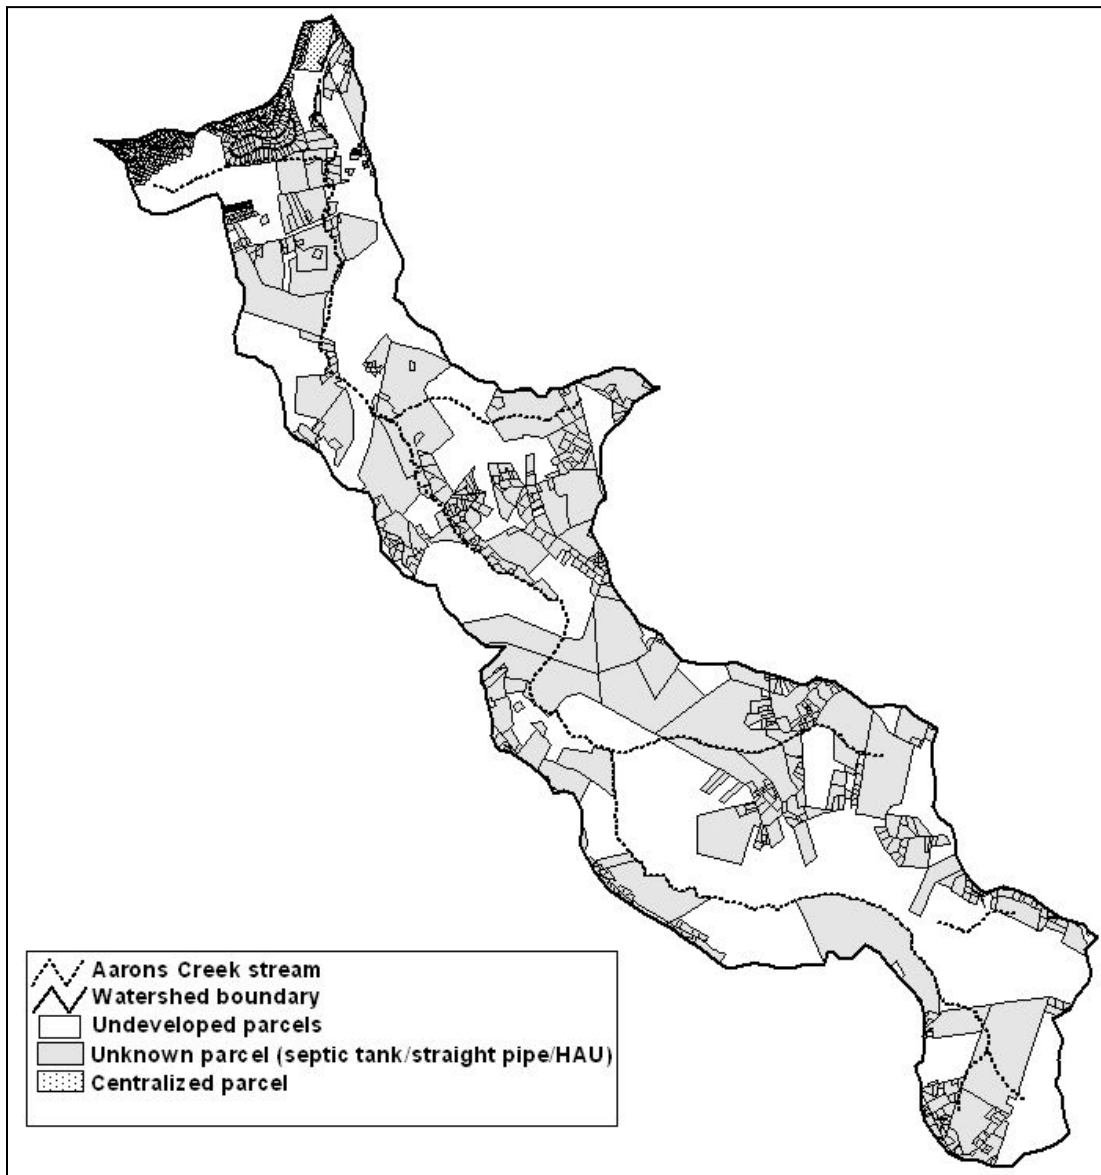 Aarons Creek stream
Watershed boundary
Undeveloped parcels
Unknown parcel (septic tank/straight pipe/HAU)
Centralized parcel